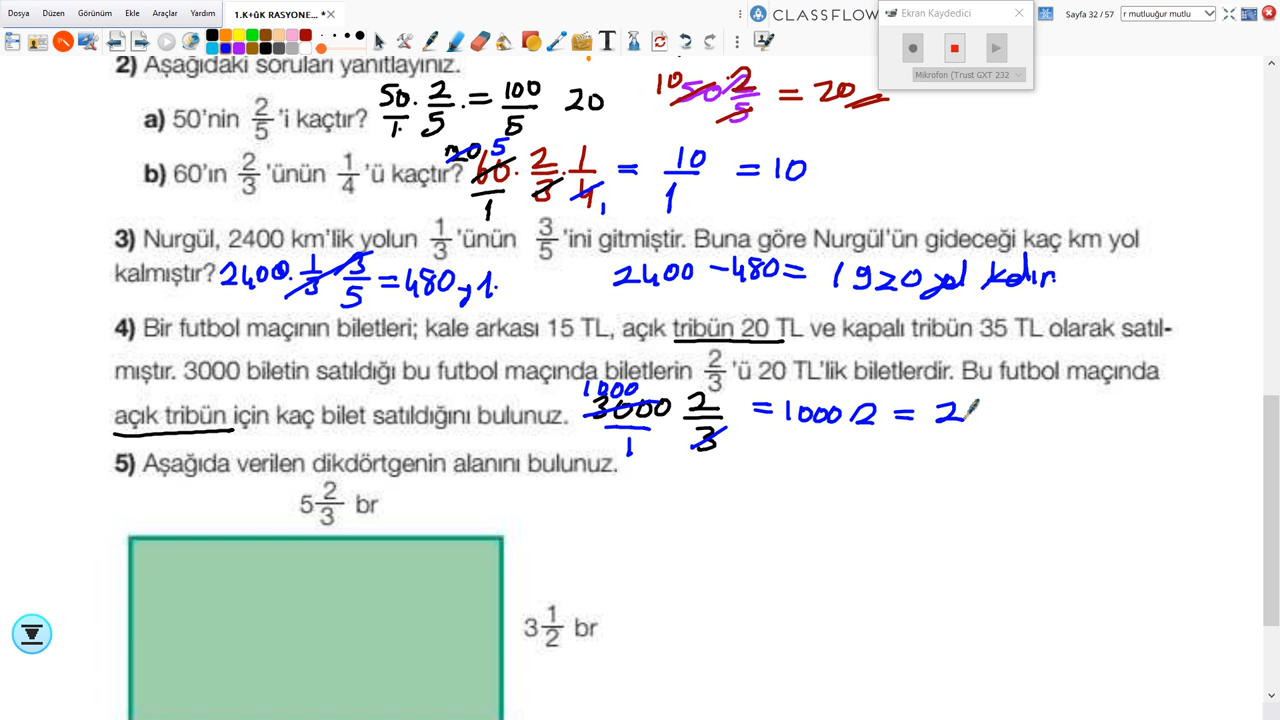 Dosya Düzen Görünüm Ekle Araçlar Yardım 1.K+ûK RASYONE... * CLASSFLOW Sayfa 32 / 57 r mutluuğur mutlu
Ekran Kaydedici
Mikrofon (Trust GXT 232
2) Aşağıdaki soruları yanıtlayınız.
a) 50'nin 2/5 'i kaçtır? 50/1 · 2/5 · = 100/5 20 10 50 · 2/5 = 20
b) 60'ın 2/3 'ünün 1/4 'ü kaçtır? 20 5 60/1 · 2/3 · 1/4 1 = 10/1 = 10
3) Nurgül, 2400 km'lik yolun 1/3 'ünün 3/5 'ini gitmiştir. Buna göre Nurgül'ün gideceği kaç km yol
kalmıştır? 2400 · 1/3 3/5 = 480 2400 - 480 = 1920 yol kalır.
4) Bir futbol maçının biletleri; kale arkası 15 TL, açık tribün 20 TL ve kapalı tribün 35 TL olarak satıl-
mıştır. 3000 biletin satıldığı bu futbol maçında biletlerin 2/3 'ü 20 TL'lik biletlerdir. Bu futbol maçında
açık tribün için kaç bilet satıldığını bulunuz. 1000 3000/1 2/3 = 1000 2 = 2
5) Aşağıda verilen dikdörtgenin alanını bulunuz.
5 2/3 br
3 1/2 br